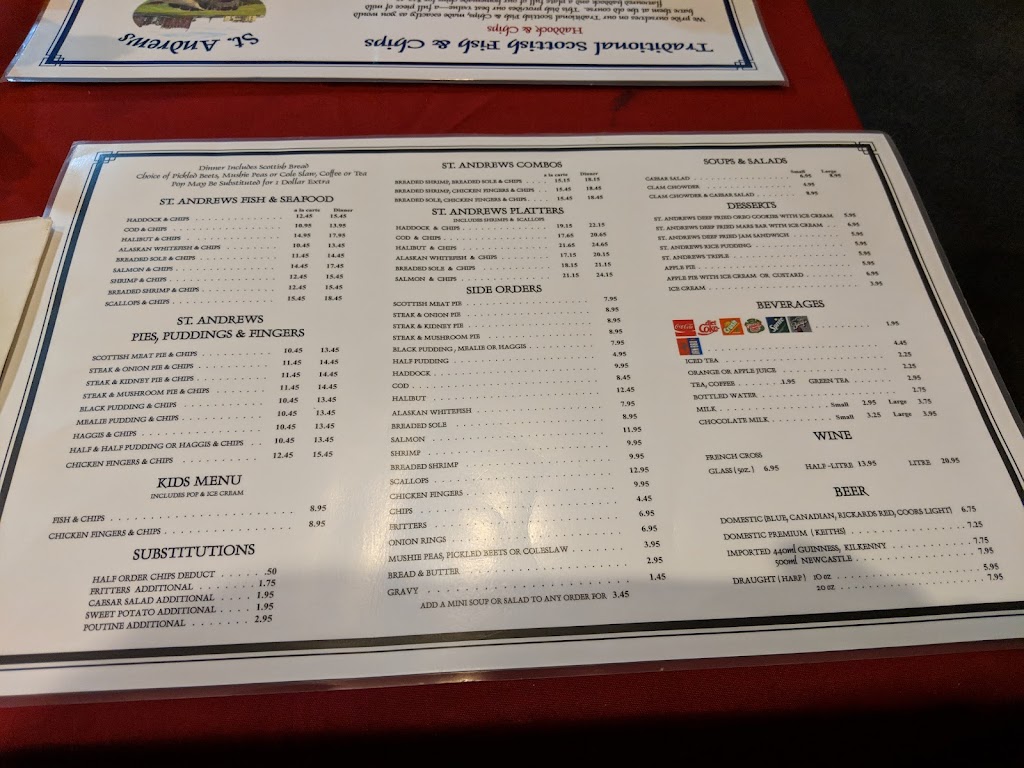 Traditional Scottish Fish & Chips
St. Andrews
Haddock & Chips
We pride ourselves on our Traditional Scottish Fish & Chips, made exactly as you would
Dinner Includes Scottish Bread
Choice of Pickled Beets, Mushie Peas or Cole Slaw, Coffee or Tea
Pop May Be Substituted for 1 Dollar Extra
ST. ANDREWS FISH & SEAFOOD
a la carte Dinner
HADDOCK & CHIPS 12.45 15.45
COD & CHIPS 10.95 13.95
HALIBUT & CHIPS 14.95 17.95
ALASKAN WHITEFISH & CHIPS 10.45 13.45
BREADED SOLE & CHIPS 11.45 14.45
SALMON & CHIPS 14.45 17.45
SHRIMP & CHIPS 12.45 15.45
BREADED SHRIMP & CHIPS 12.45 15.45
SCALLOPS & CHIPS 15.45 18.45
ST. ANDREWS
PIES, PUDDINGS & FINGERS
SCOTTISH MEAT PIE & CHIPS 10.45 13.45
STEAK & ONION PIE & CHIPS 11.45 14.45
STEAK & KIDNEY PIE & CHIPS 11.45 14.45
STEAK & MUSHROOM PIE & CHIPS 11.45 14.45
BLACK PUDDING & CHIPS 10.45 13.45
MEALIE PUDDING & CHIPS 10.45 13.45
HAGGIS & CHIPS 10.45 13.45
HALF & HALF PUDDING OR HAGGIS & CHIPS 10.45 13.45
CHICKEN FINGERS & CHIPS 12.45 15.45
KIDS MENU
INCLUDES POP & ICE CREAM
FISH & CHIPS 8.95
CHICKEN FINGERS & CHIPS 8.95
SUBSTITUTIONS
HALF ORDER CHIPS DEDUCT .50
FRITTERS ADDITIONAL 1.75
CAESAR SALAD ADDITIONAL 1.95
SWEET POTATO ADDITIONAL 1.95
POUTINE ADDITIONAL 2.95
ST. ANDREWS COMBOS
a la carte Dinner
BREADED SHRIMP, BREADED SOLE & CHIPS 15.15 18.15
BREADED SHRIMP, CHICKEN FINGERS & CHIPS 15.45 18.45
BREADED SOLE, CHICKEN FINGERS & CHIPS 15.45 18.45
ST. ANDREWS PLATTERS
INCLUDES SHRIMPS & SCALLOPS
HADDOCK & CHIPS 19.15 22.15
COD & CHIPS 17.65 20.65
HALIBUT & CHIPS 21.65 24.65
ALASKAN WHITEFISH & CHIPS 17.15 20.15
BREADED SOLE & CHIPS 18.15 21.15
SALMON & CHIPS 21.15 24.15
SIDE ORDERS
SCOTTISH MEAT PIE 7.95
STEAK & ONION PIE 8.95
STEAK & KIDNEY PIE 8.95
STEAK & MUSHROOM PIE 8.95
BLACK PUDDING, MEALIE OR HAGGIS 7.95
HALF PUDDING 4.95
HADDOCK 9.95
COD 8.45
HALIBUT 12.45
ALASKAN WHITEFISH 7.95
BREADED SOLE 8.95
SALMON 11.95
SHRIMP 9.95
BREADED SHRIMP 9.95
SCALLOPS 12.95
CHICKEN FINGERS 9.95
CHIPS 4.45
FRITTERS 6.95
ONION RINGS 6.95
MUSHIE PEAS, PICKLED BEETS OR COLESLAW 3.95
BREAD & BUTTER 2.95
GRAVY 1.45
ADD A MINI SOUP OR SALAD TO ANY ORDER FOR 3.45
SOUPS & SALADS
Small Large
CAESAR SALAD 6.95 8.95
CLAM CHOWDER 4.95
CLAM CHOWDER & CAESAR SALAD 8.95
DESSERTS
ST. ANDREWS DEEP FRIED OREO COOKIES WITH ICE CREAM 5.95
ST. ANDREWS DEEP FRIED MARS BAR WITH ICE CREAM 6.95
ST. ANDREWS DEEP FRIED JAM SANDWICH 5.95
ST. ANDREWS RICE PUDDING 5.95
ST. ANDREWS TRIPLE 5.95
APPLE PIE 5.95
APPLE PIE WITH ICE CREAM OR CUSTARD 6.95
ICE CREAM 3.95
BEVERAGES
Coca-Cola Coke 1.95
4.45
ICED TEA 2.25
ORANGE OR APPLE JUICE 2.25
TEA, COFFEE 1.95 GREEN TEA 2.95
BOTTLED WATER 2.75
MILK Small 2.95 Large 3.75
CHOCOLATE MILK Small 3.25 Large 3.95
WINE
FRENCH CROSS
GLASS (5oz.) 6.95 HALF-LITRE 13.95 LITRE 20.95
BEER
DOMESTIC (BLUE, CANADIAN, RICKARDS RED, COORS LIGHT) 6.75
DOMESTIC PREMIUM (KEITHS) 7.25
IMPORTED 440ml GUINNESS, KILKENNY 7.75
500ml NEWCASTLE 7.95
DRAUGHT (HARP) 10 oz 5.95
20 oz 7.95